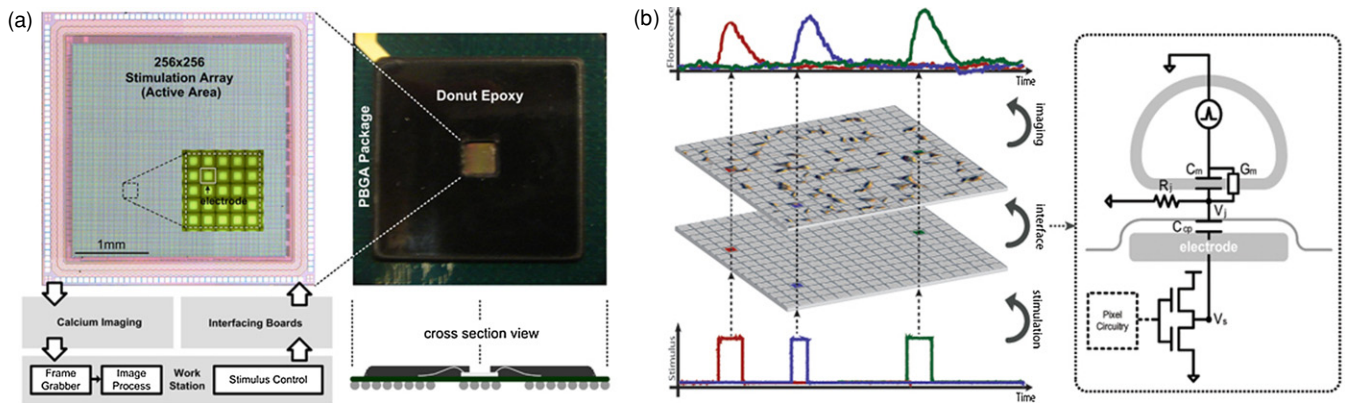 (a)
256x256
Stimulation Array
(Active Area)
electrode
1mm
PBGA Package
Donut Epoxy
Calcium Imaging
Interfacing Boards
Frame
Grabber
Image
Process
Work
Station
Stimulus Control
cross section view
(b)
Florescence
Time
imaging
interface
stimulation
Stimulus
Time
Cm
Gm
Rj
Vj
Ccp
electrode
Pixel
Circuitry
Vs